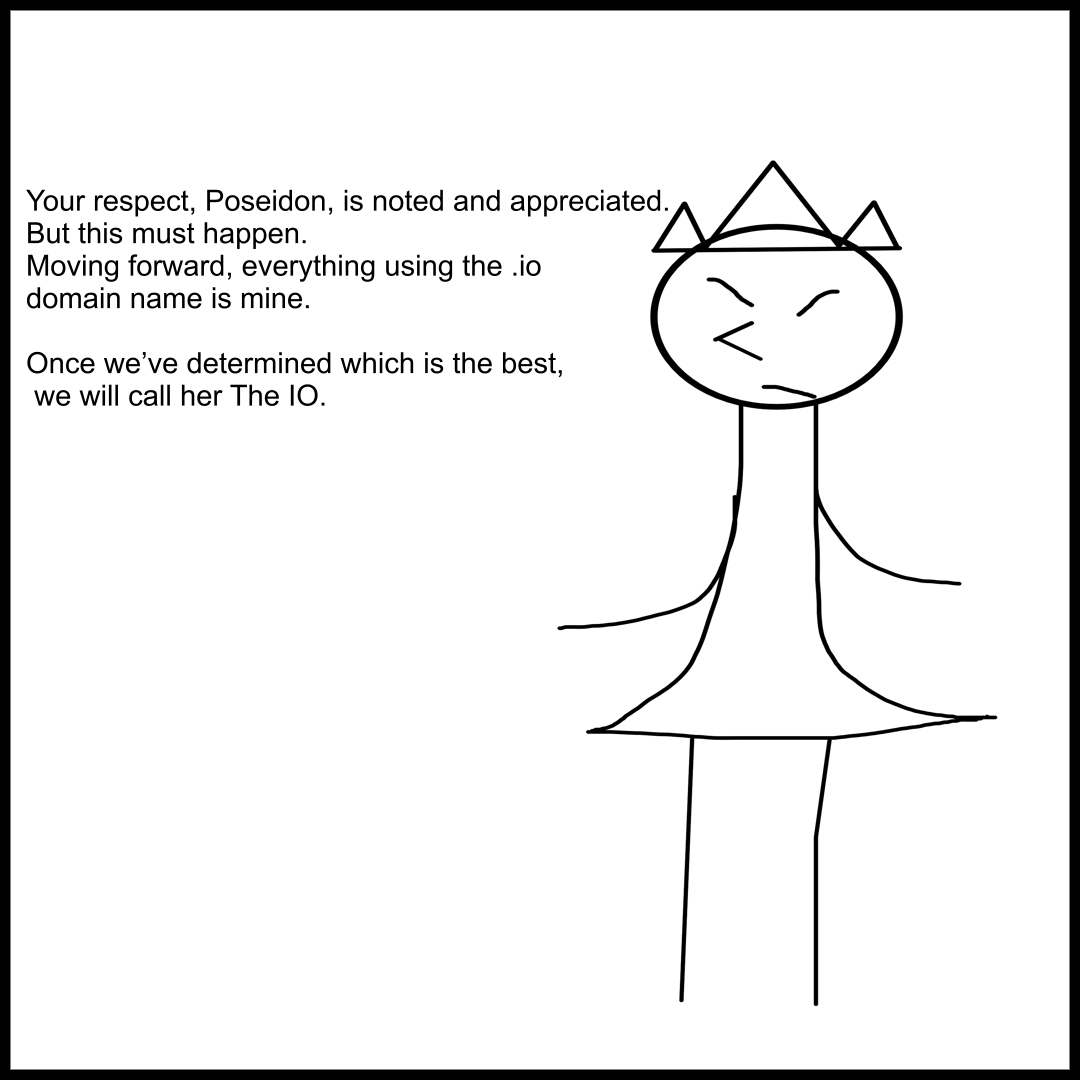 Your respect, Poseidon, is noted and appreciated.
But this must happen.
Moving forward, everything using the .io
domain name is mine.
Once we’ve determined which is the best,
we will call her The IO.